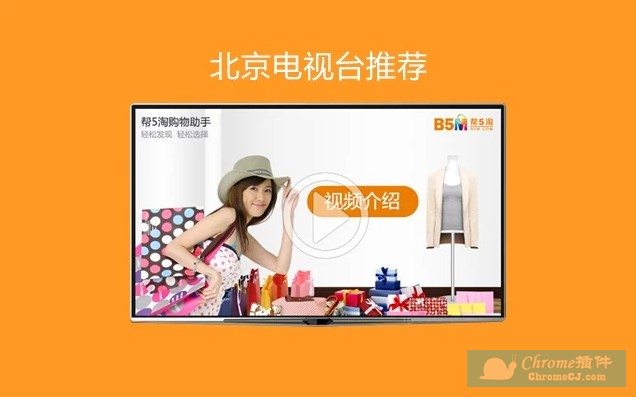 北京电视台推荐
帮5淘购物助手
轻松发现 轻松选择
B5M 帮5淘
B5M.COM
视频介绍
Chrome插件
ChromeCJ.com